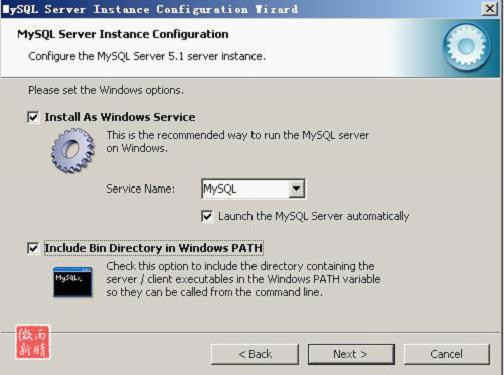 MySQL Server Instance Configuration Wizard
MySQL Server Instance Configuration
Configure the MySQL Server 5.1 server instance.
Please set the Windows options.
Install As Windows Service
This is the recommended way to run the MySQL server
on Windows.
Service Name:
MySQL
Launch the MySQL Server automatically
Include Bin Directory in Windows PATH
Check this option to include the directory containing the
server / client executables in the Windows PATH variable
so they can be called from the command line.
MySQL>_
< Back
Next >
Cancel